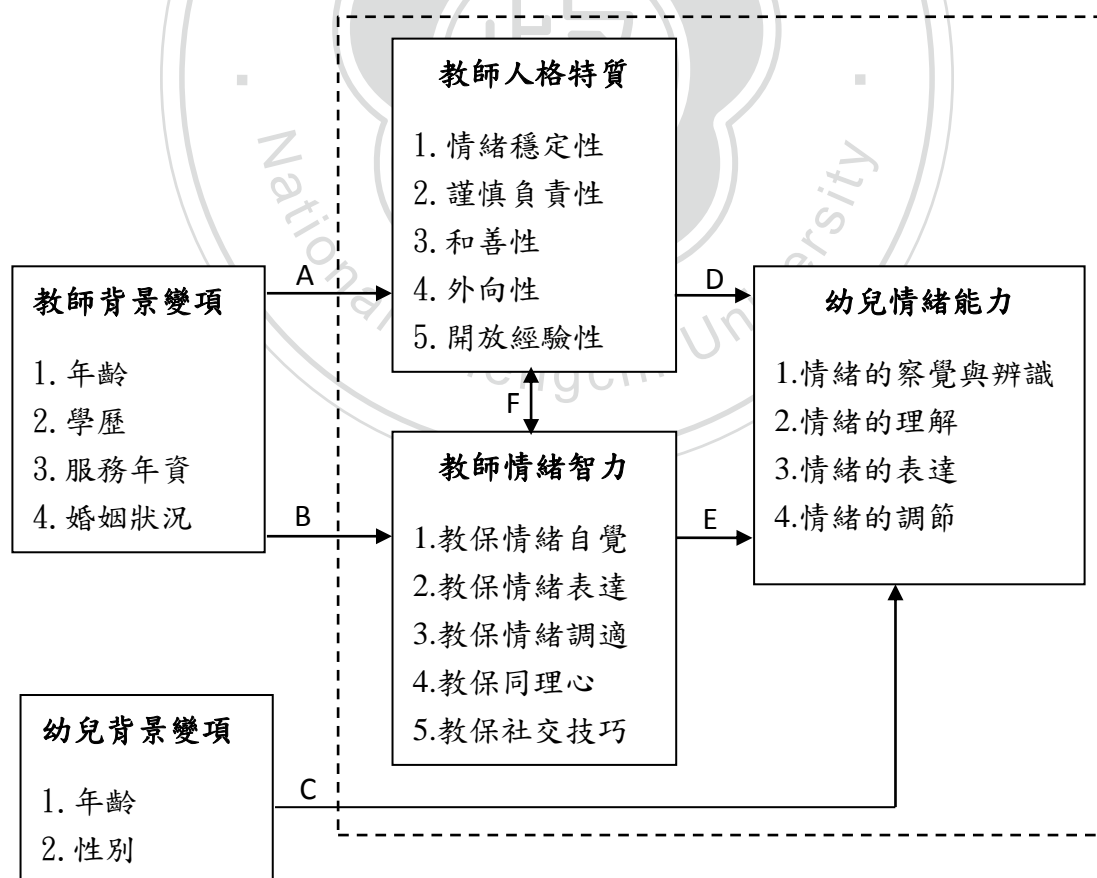 教師人格特質
1. 情緒穩定性
2. 謹慎負責性
3. 和善性
4. 外向性
5. 開放經驗性
教師背景變項
1. 年齡
2. 學歷
3. 服務年資
4. 婚姻狀況
A
B
D
幼兒情緒能力
1.情緒的察覺與辨識
2.情緒的理解
3.情緒的表達
4.情緒的調節
F
教師情緒智力
1.教保情緒自覺
2.教保情緒表達
3.教保情緒調適
4.教保同理心
5.教保社交技巧
E
幼兒背景變項
1. 年齡
2. 性別
C
National
University